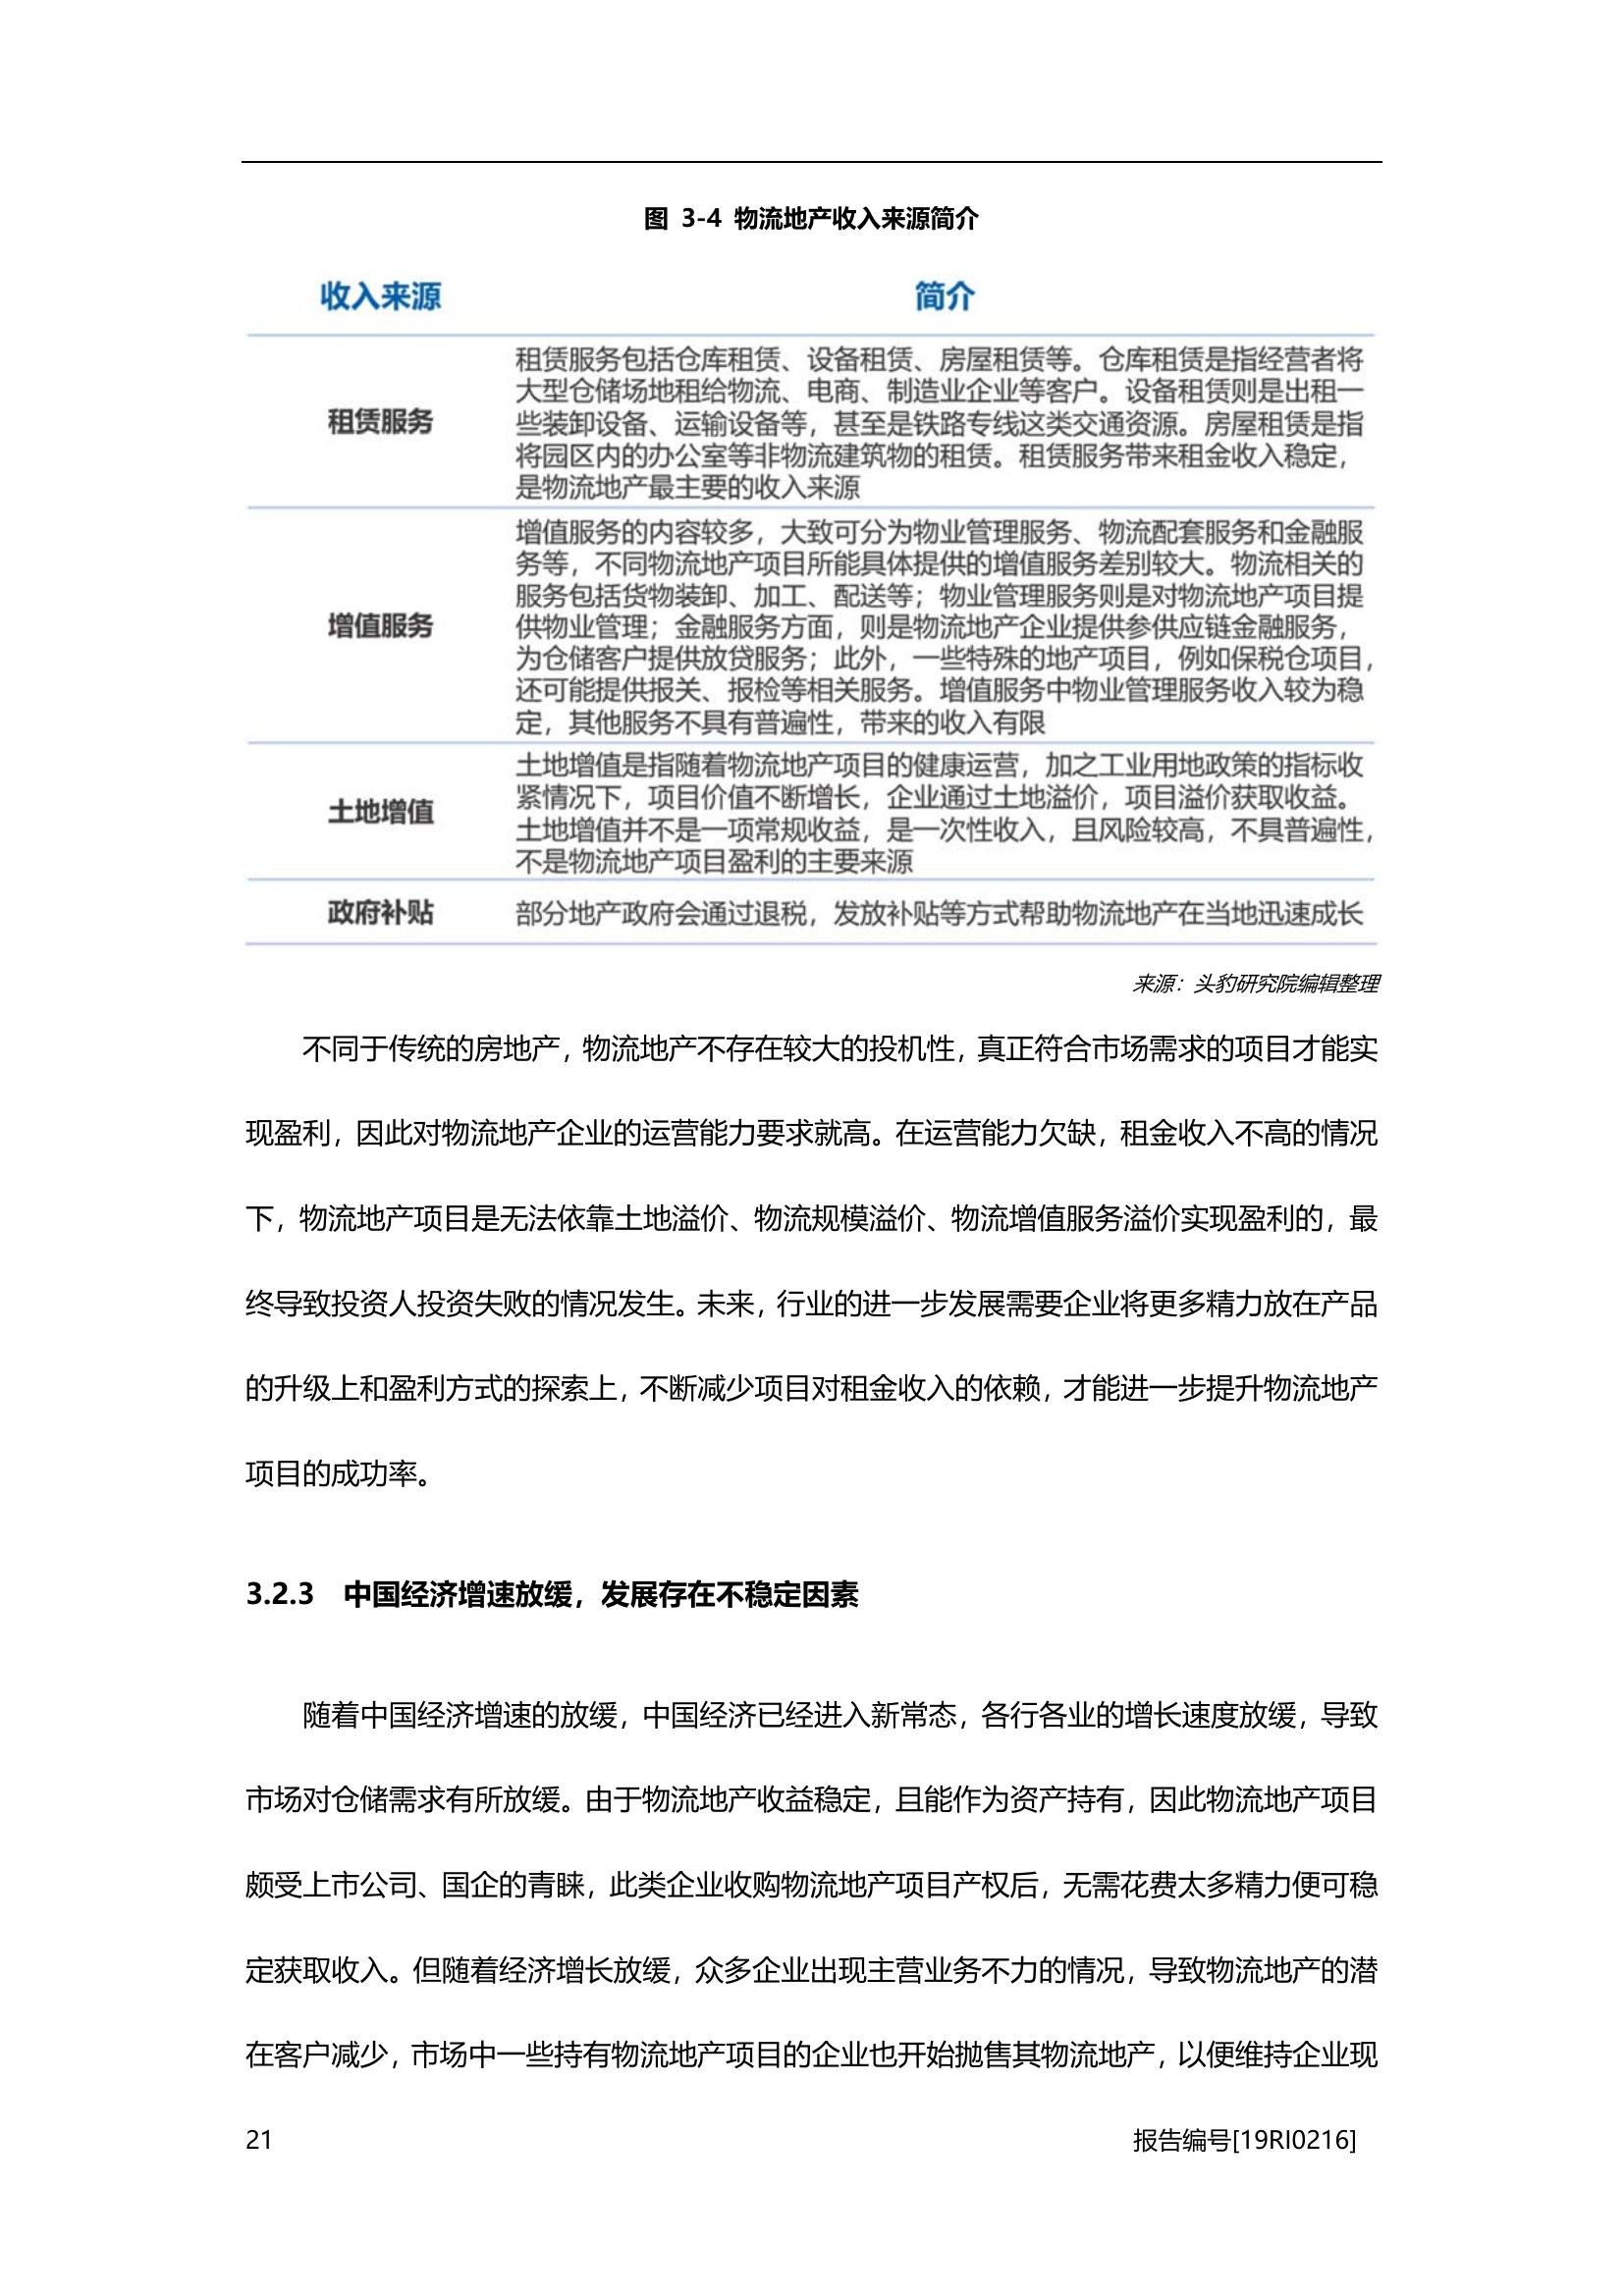 图 3-4 物流地产收入来源简介
收入来源
简介
租赁服务
租赁服务包括仓库租赁、设备租赁、房屋租赁等。仓库租赁是指经营者将
大型仓储场地租给物流、电商、制造业企业等客户。设备租赁则是出租一
些装卸设备、运输设备等，甚至是铁路专线这类交通资源。房屋租赁是指
将园区内的办公室等非物流建筑物的租赁。租赁服务带来租金收入稳定，
是物流地产最主要的收入来源
增值服务
增值服务的内容较多，大致可分为物业管理服务、物流配套服务和金融服
务等，不同物流地产项目所能具体提供的增值服务差别较大。物流相关的
服务包括货物装卸、加工、配送等；物业管理服务则是对物流地产项目提
供物业管理；金融服务方面，则是物流地产企业提供参供应链金融服务，
为仓储客户提供放贷服务；此外，一些特殊的地产项目，例如保税仓项目，
还可能提供报关、报检等相关服务。增值服务中物业管理服务收入较为稳
定，其他服务不具有普遍性，带来的收入有限
土地增值
土地增值是指随着物流地产项目的健康运营，加之工业用地政策的指标收
紧情况下，项目价值不断增长，企业通过土地溢价，项目溢价获取收益。
土地增值并不是一项常规收益，是一次性收入，且风险较高，不具普遍性，
不是物流地产项目盈利的主要来源
政府补贴
部分地产政府会通过退税，发放补贴等方式帮助物流地产在当地迅速成长
来源：头豹研究院编辑整理
不同于传统的房地产，物流地产不存在较大的投机性，真正符合市场需求的项目才能实
现盈利，因此对物流地产企业的运营能力要求就高。在运营能力欠缺，租金收入不高的情况
下，物流地产项目是无法依靠土地溢价、物流规模溢价、物流增值服务溢价实现盈利的，最
终导致投资人投资失败的情况发生。未来，行业的进一步发展需要企业将更多精力放在产品
的升级上和盈利方式的探索上，不断减少项目对租金收入的依赖，才能进一步提升物流地产
项目的成功率。
3.2.3 中国经济增速放缓，发展存在不稳定因素
随着中国经济增速的放缓，中国经济已经进入新常态，各行各业的增长速度放缓，导致
市场对仓储需求有所放缓。由于物流地产收益稳定，且能作为资产持有，因此物流地产项目
颇受上市公司、国企的青睐，此类企业收购物流地产项目产权后，无需花费太多精力便可稳
定获取收入。但随着经济增长放缓，众多企业出现主营业务不力的情况，导致物流地产的潜
在客户减少，市场中一些持有物流地产项目的企业也开始抛售其物流地产，以便维持企业现
21
报告编号[19RI0216]